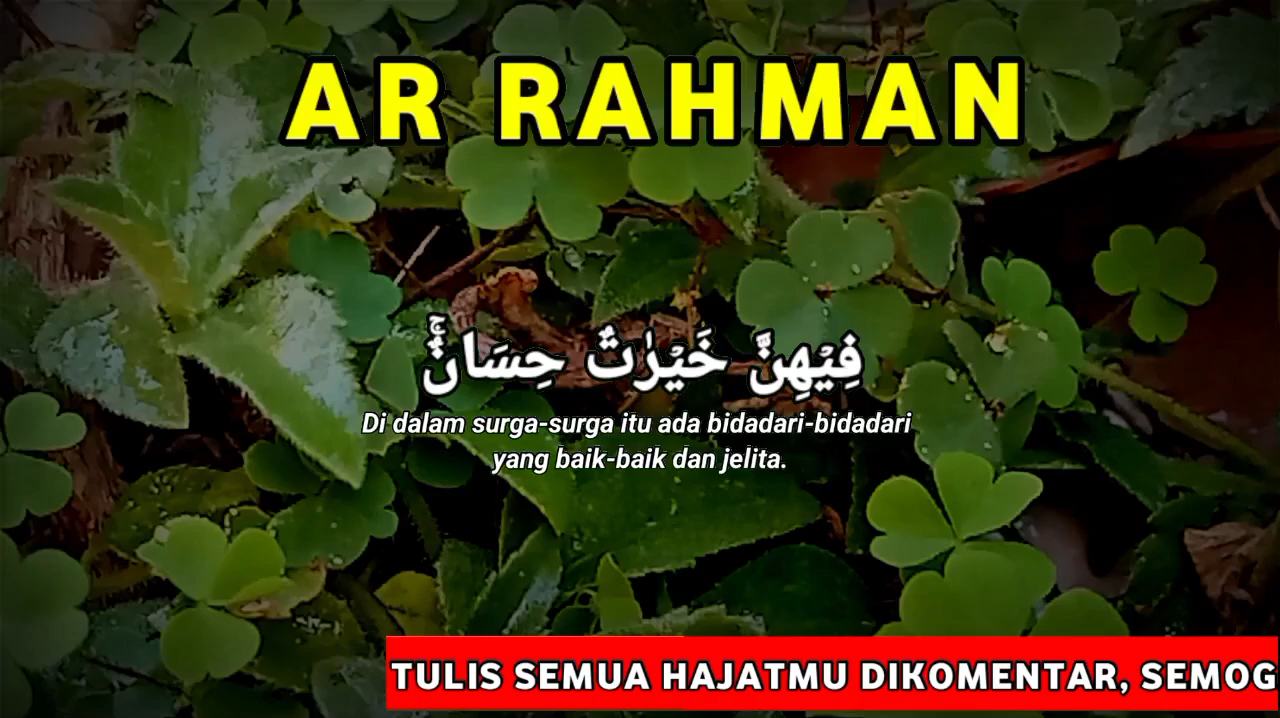 AR RAHMAN
فِيْهِنَّ خَيْرٰتٌ حِسَانٌۚ
Di dalam surga-surga itu ada bidadari-bidadari
yang baik-baik dan jelita.
TULIS SEMUA HAJATMU DIKOMENTAR, SEMOG